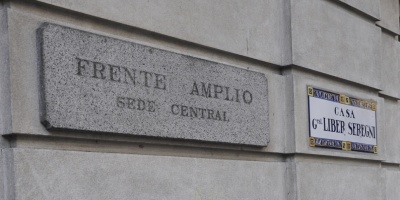 FRENTE AMPLIO
SEDE CENTRAL
CASA
Gral. LIBER SEREGNI